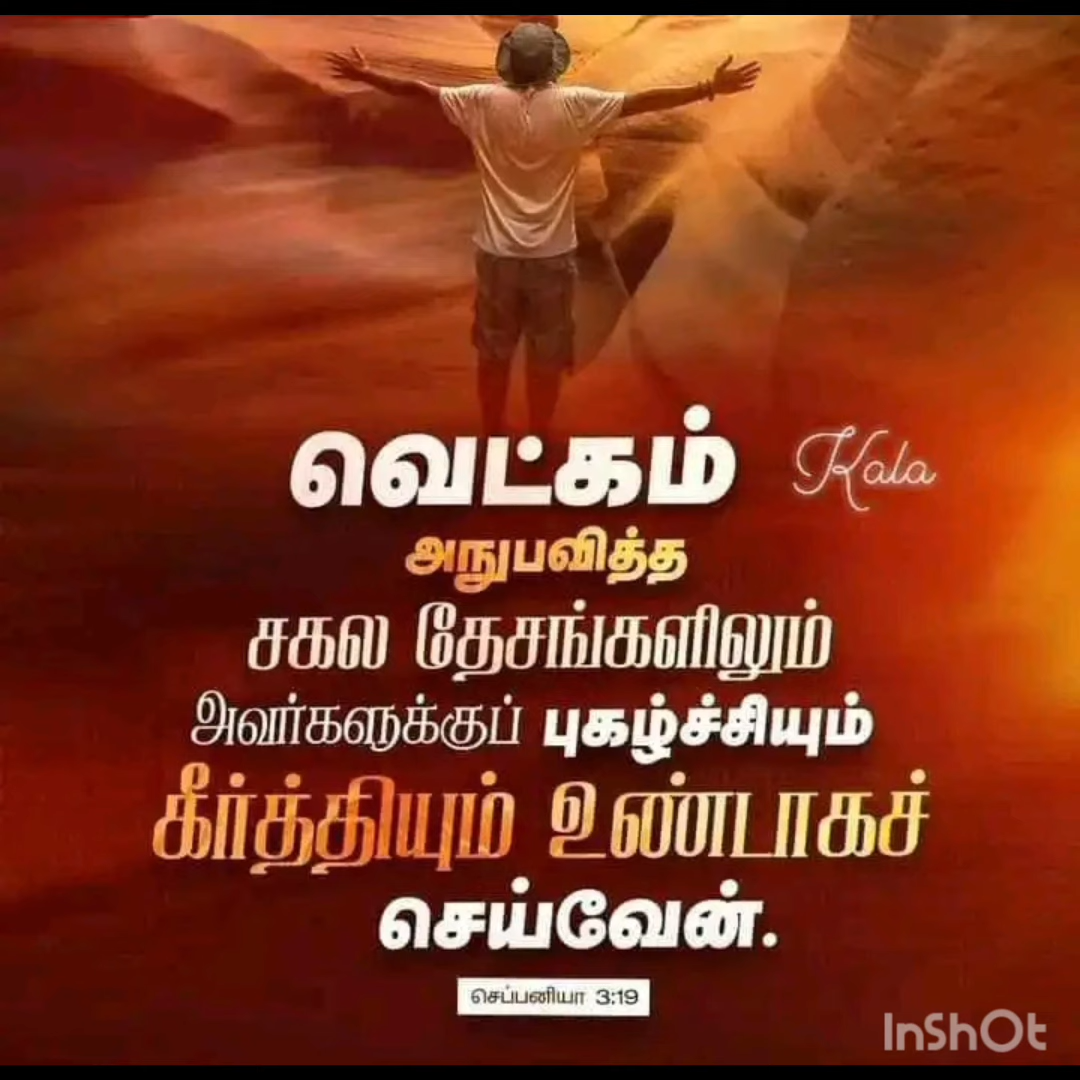 வெட்கம்
Kala
அநுபவித்த
சகல தேசங்களிலும்
அவர்களுக்குப் புகழ்ச்சியும்
கீர்த்தியும் உண்டாகச்
செய்வேன்.
செப்பனியா 3:19
InShOt